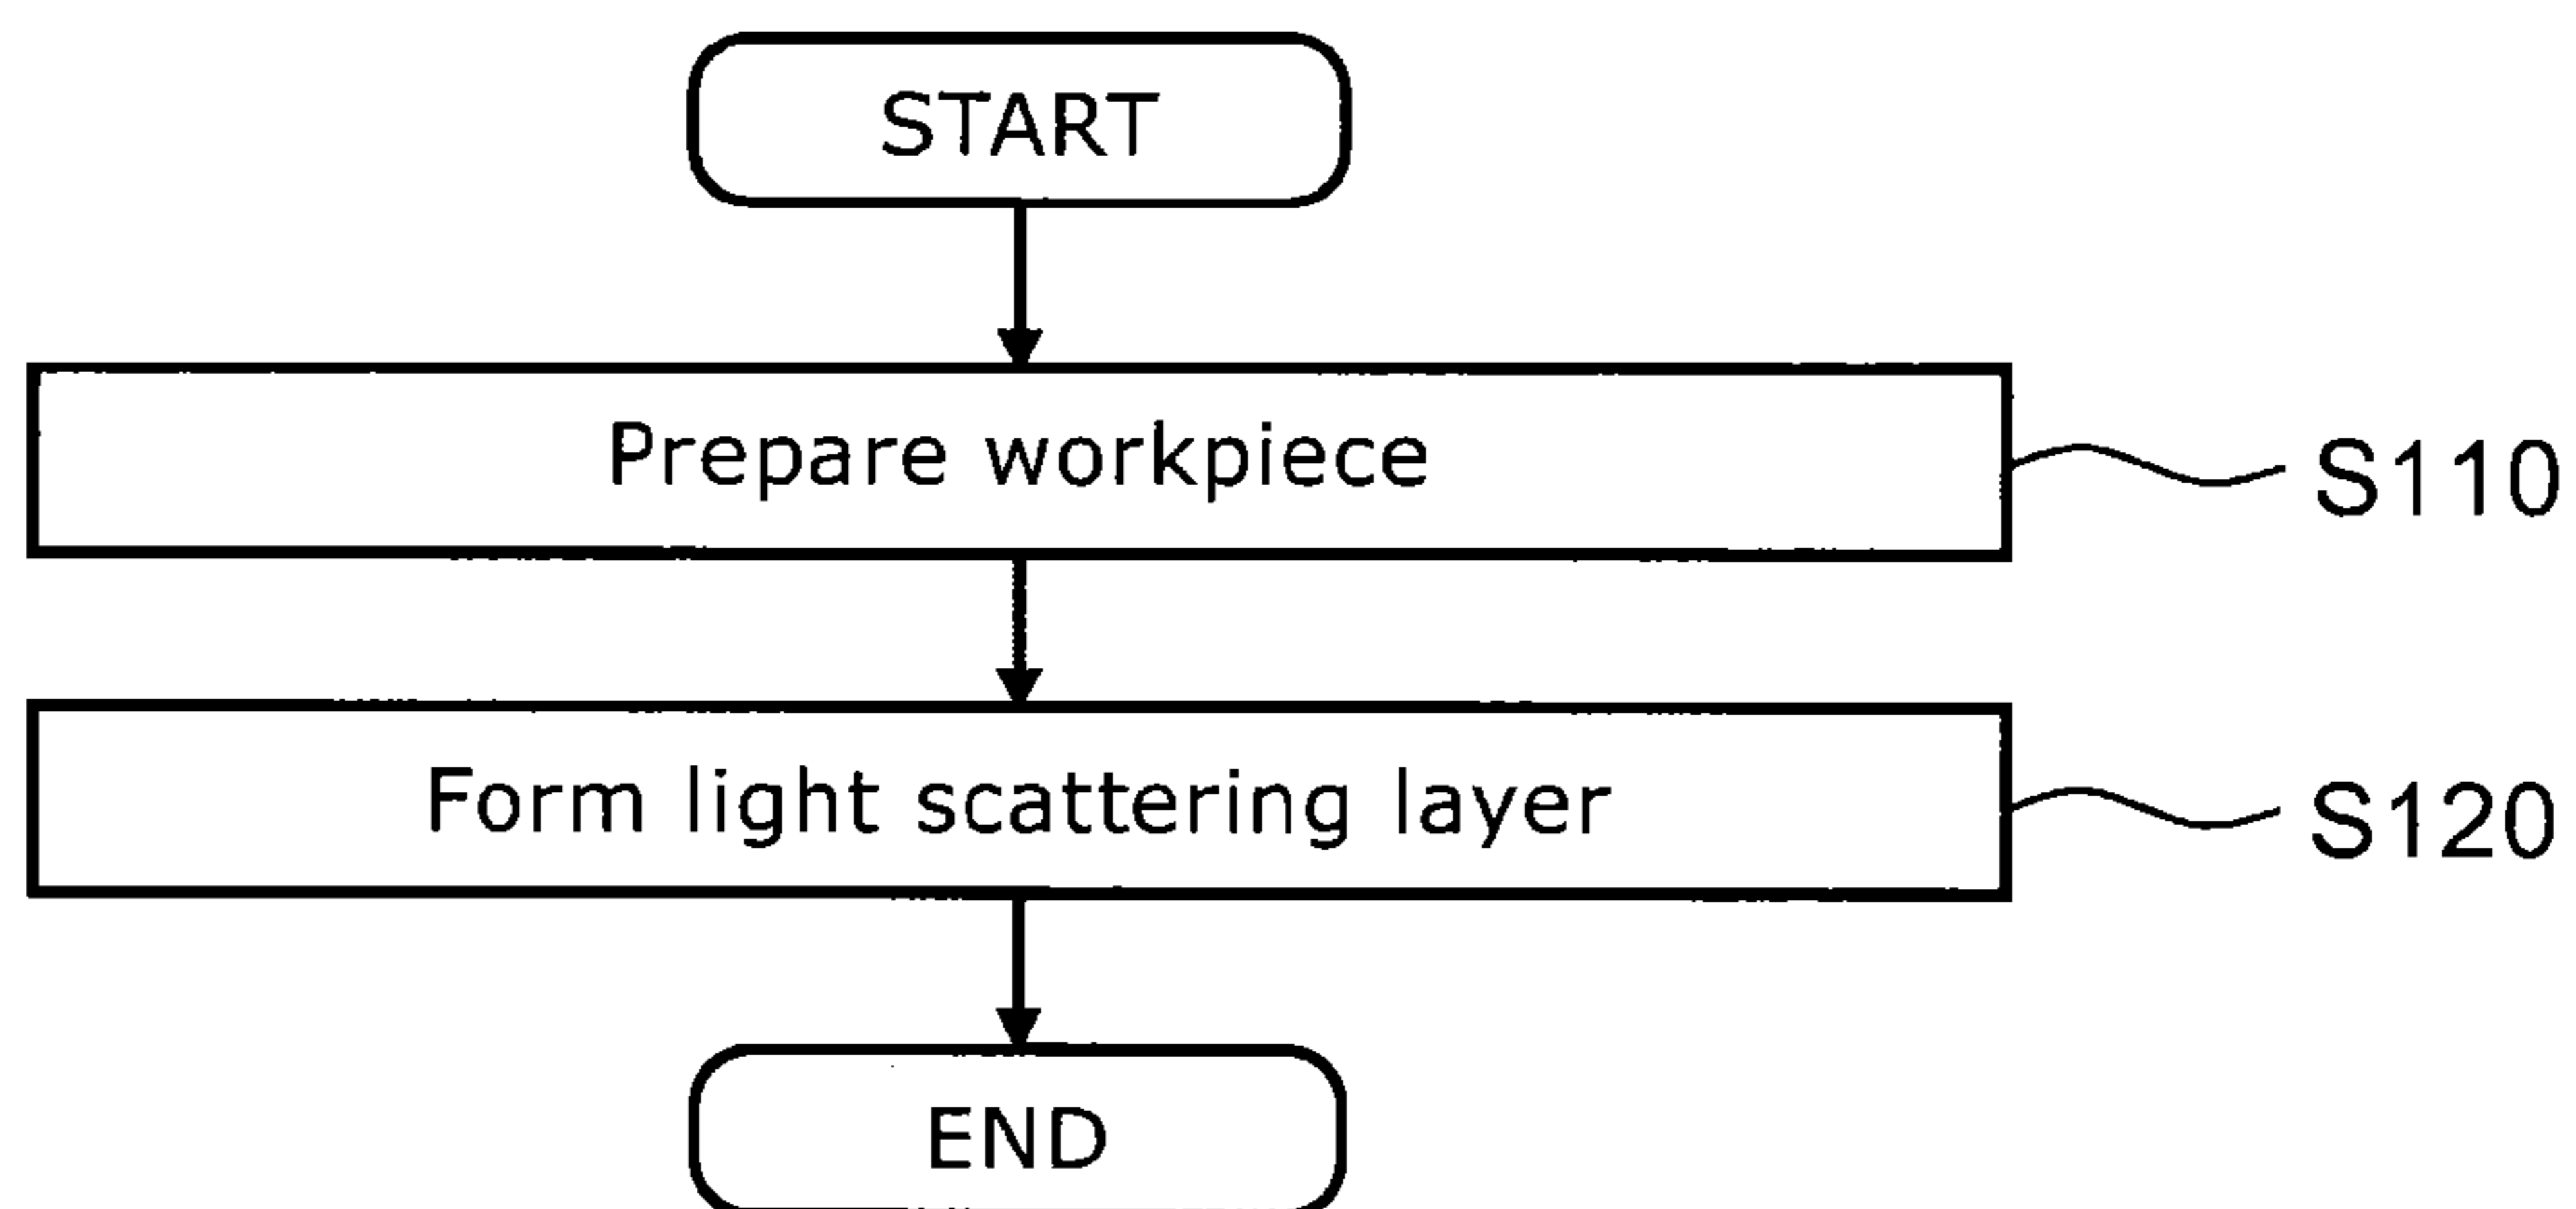 START
Prepare workpiece
S110
Form light scattering layer
S120
END